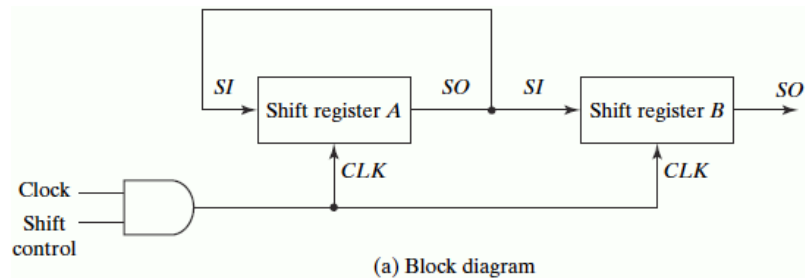 SI
SO
SI
SO
Shift register A
Shift register B
CLK
CLK
Clock
Shift
control
(a) Block diagram